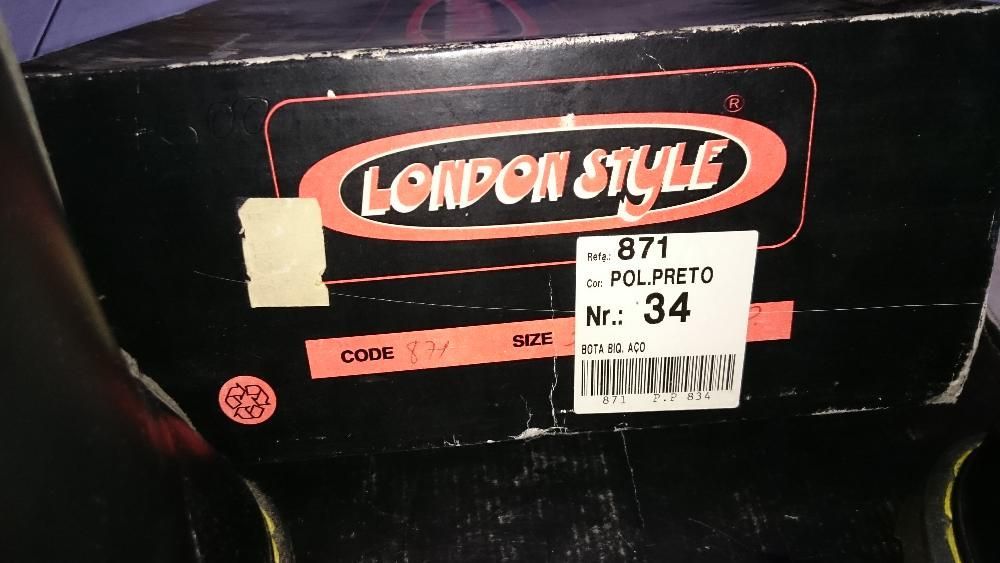 ®
LONDON STYLE
Refª.: 871
Cor: POL.PRETO
Nr.: 34
BOTA BIQ. AÇO
871 P.P 834
CODE 871 SIZE